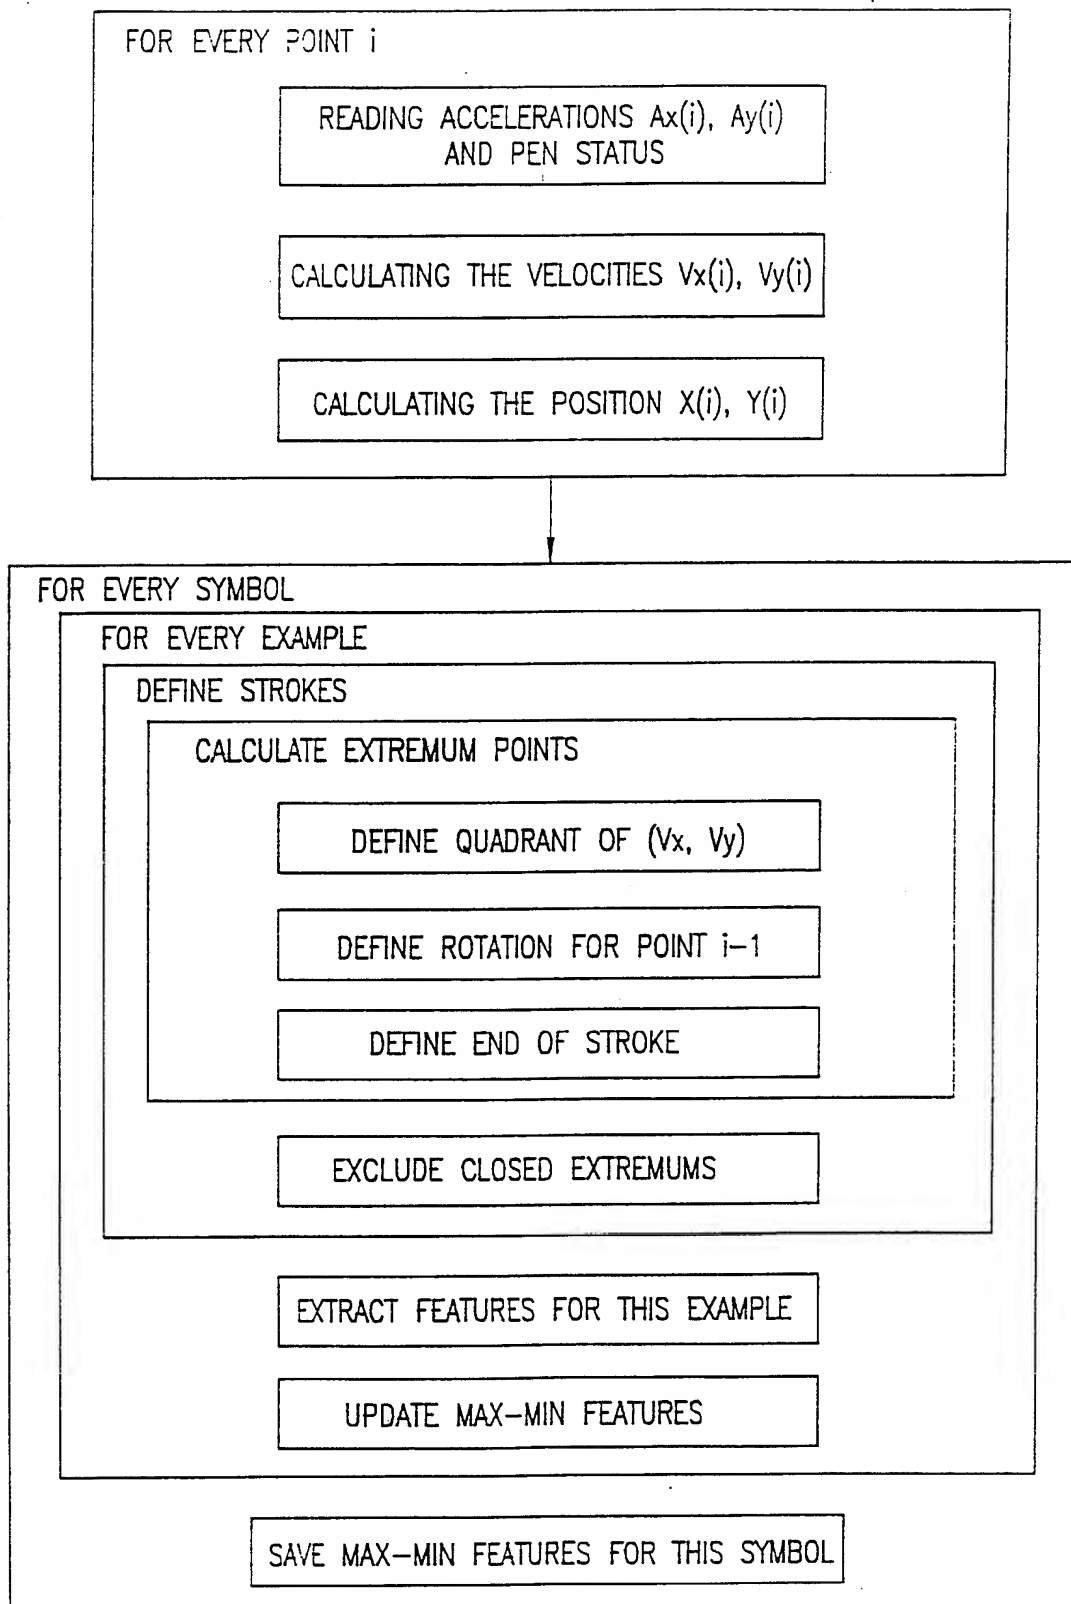 FOR EVERY POINT i
READING ACCELERATIONS Ax(i), Ay(i)
AND PEN STATUS
CALCULATING THE VELOCITIES Vx(i), Vy(i)
CALCULATING THE POSITION X(i), Y(i)
FOR EVERY SYMBOL
FOR EVERY EXAMPLE
DEFINE STROKES
CALCULATE EXTREMUM POINTS
DEFINE QUADRANT OF (Vx, Vy)
DEFINE ROTATION FOR POINT i-1
DEFINE END OF STROKE
EXCLUDE CLOSED EXTREMUMS
EXTRACT FEATURES FOR THIS EXAMPLE
UPDATE MAX-MIN FEATURES
SAVE MAX-MIN FEATURES FOR THIS SYMBOL